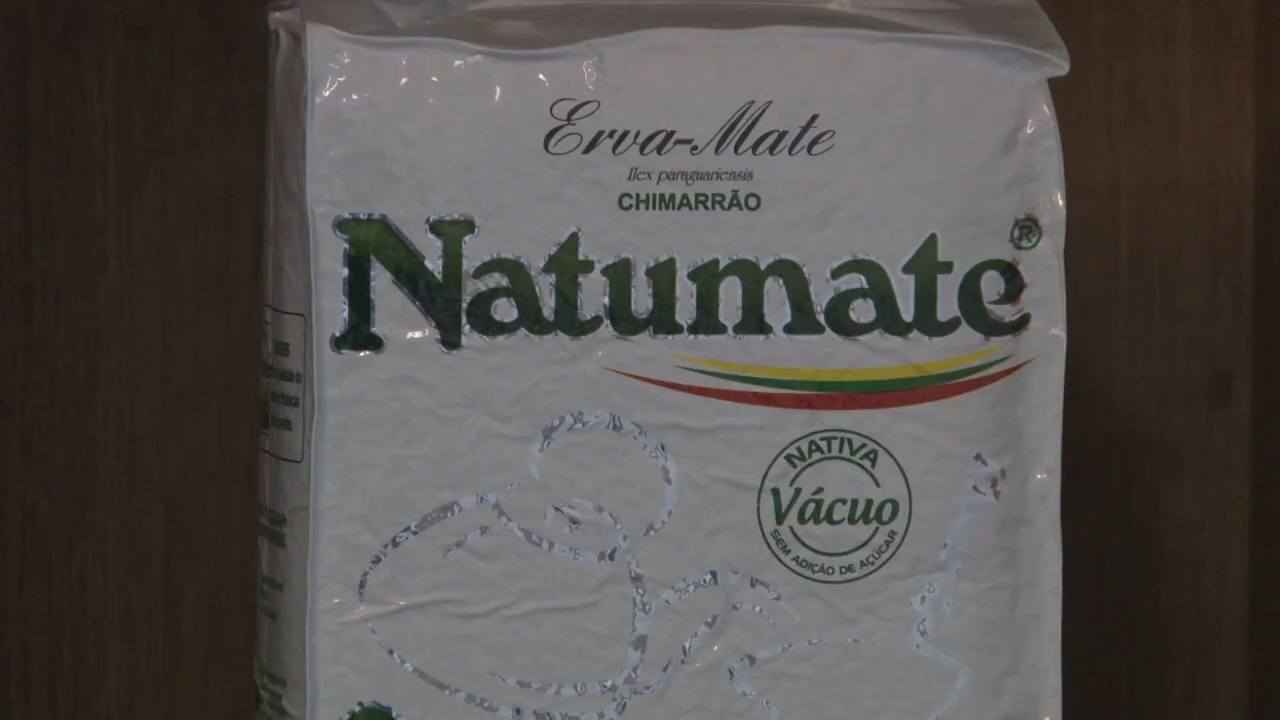 Erva-Mate
Ilex paraguariensis
CHIMARRÃO
Natumate®
NATIVA
Vácuo
SEM ADIÇÃO DE AÇÚCAR